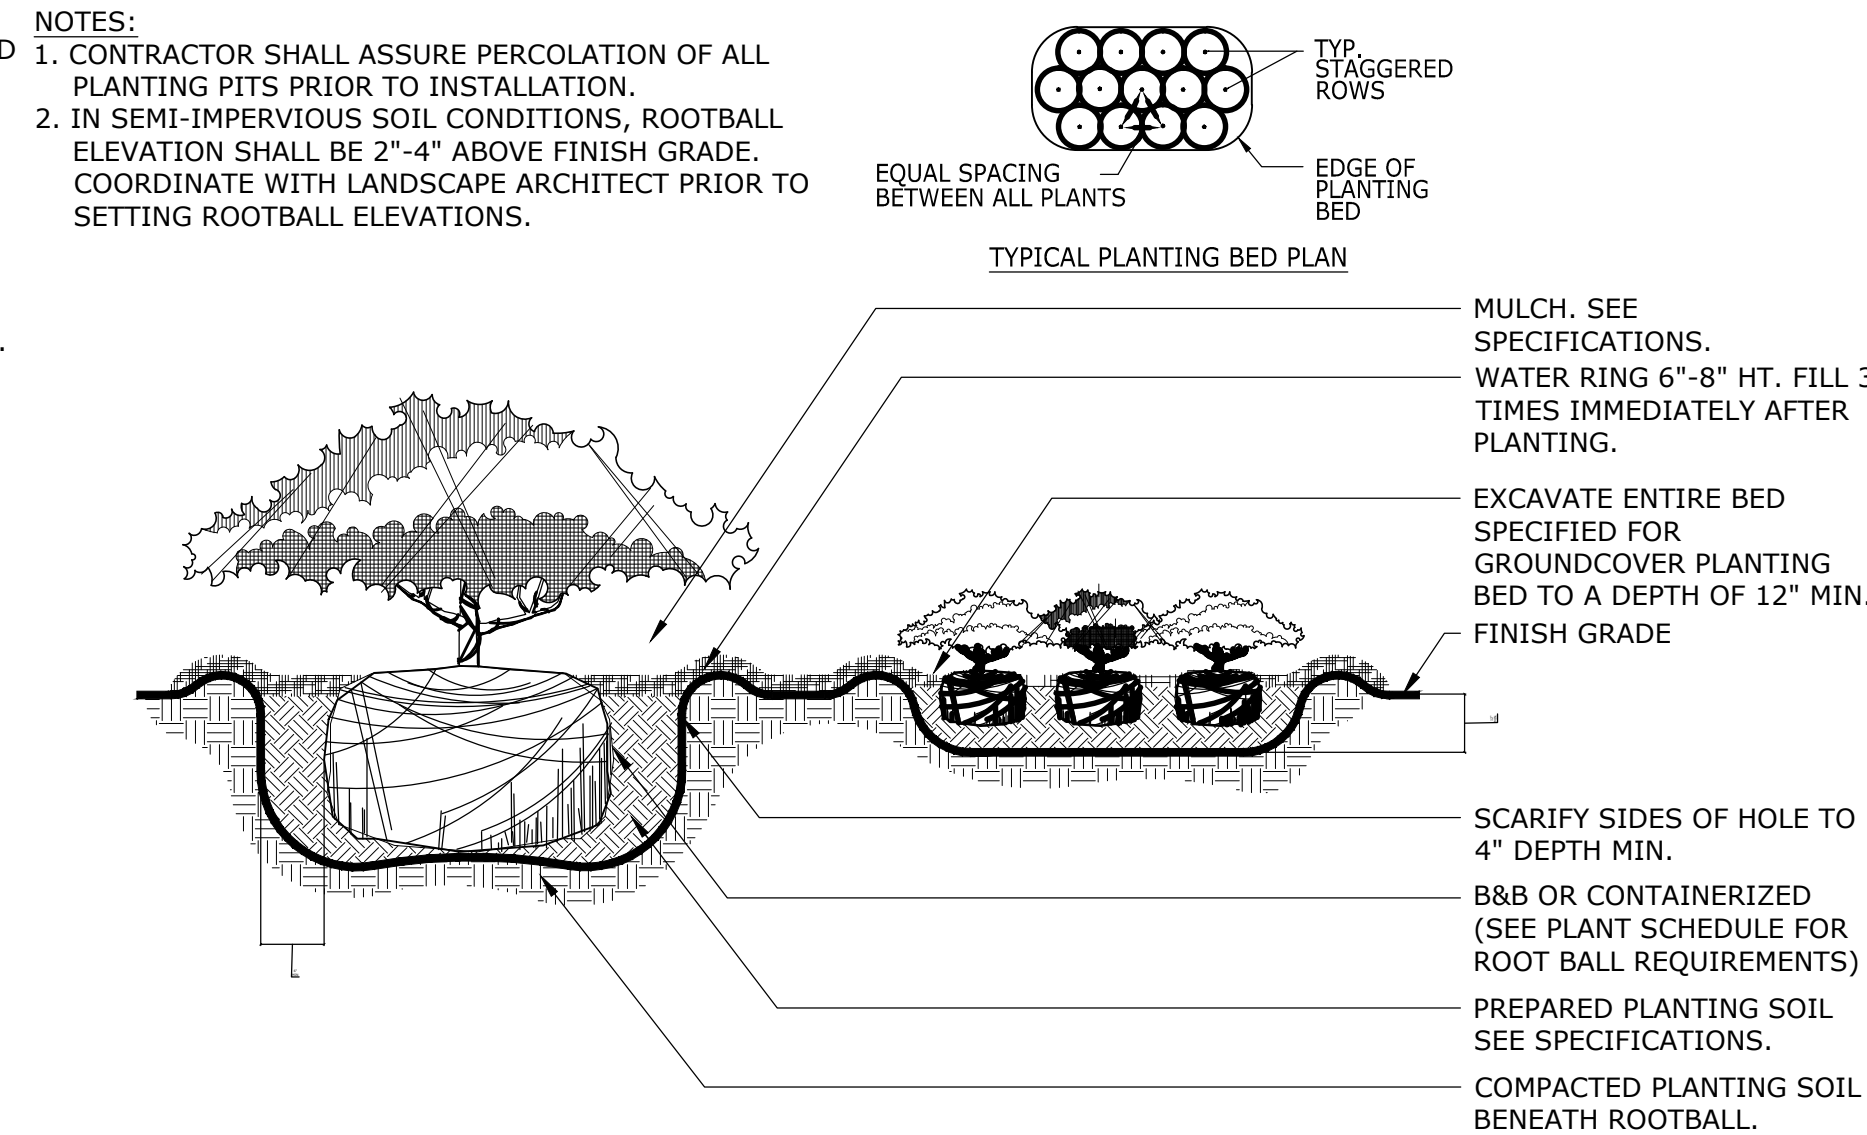 NOTES:
1. CONTRACTOR SHALL ASSURE PERCOLATION OF ALL
PLANTING PITS PRIOR TO INSTALLATION.
2. IN SEMI-IMPERVIOUS SOIL CONDITIONS, ROOTBALL
ELEVATION SHALL BE 2"-4" ABOVE FINISH GRADE.
COORDINATE WITH LANDSCAPE ARCHITECT PRIOR TO
SETTING ROOTBALL ELEVATIONS.
TYP.
STAGGERED
ROWS
EQUAL SPACING
BETWEEN ALL PLANTS
EDGE OF
PLANTING
BED
TYPICAL PLANTING BED PLAN
MULCH. SEE
SPECIFICATIONS.
WATER RING 6"-8" HT. FILL 3
TIMES IMMEDIATELY AFTER
PLANTING.
EXCAVATE ENTIRE BED
SPECIFIED FOR
GROUNDCOVER PLANTING
BED TO A DEPTH OF 12" MIN.
FINISH GRADE
SCARIFY SIDES OF HOLE TO
4" DEPTH MIN.
B&B OR CONTAINERIZED
(SEE PLANT SCHEDULE FOR
ROOT BALL REQUIREMENTS)
PREPARED PLANTING SOIL
SEE SPECIFICATIONS.
COMPACTED PLANTING SOIL
BENEATH ROOTBALL.